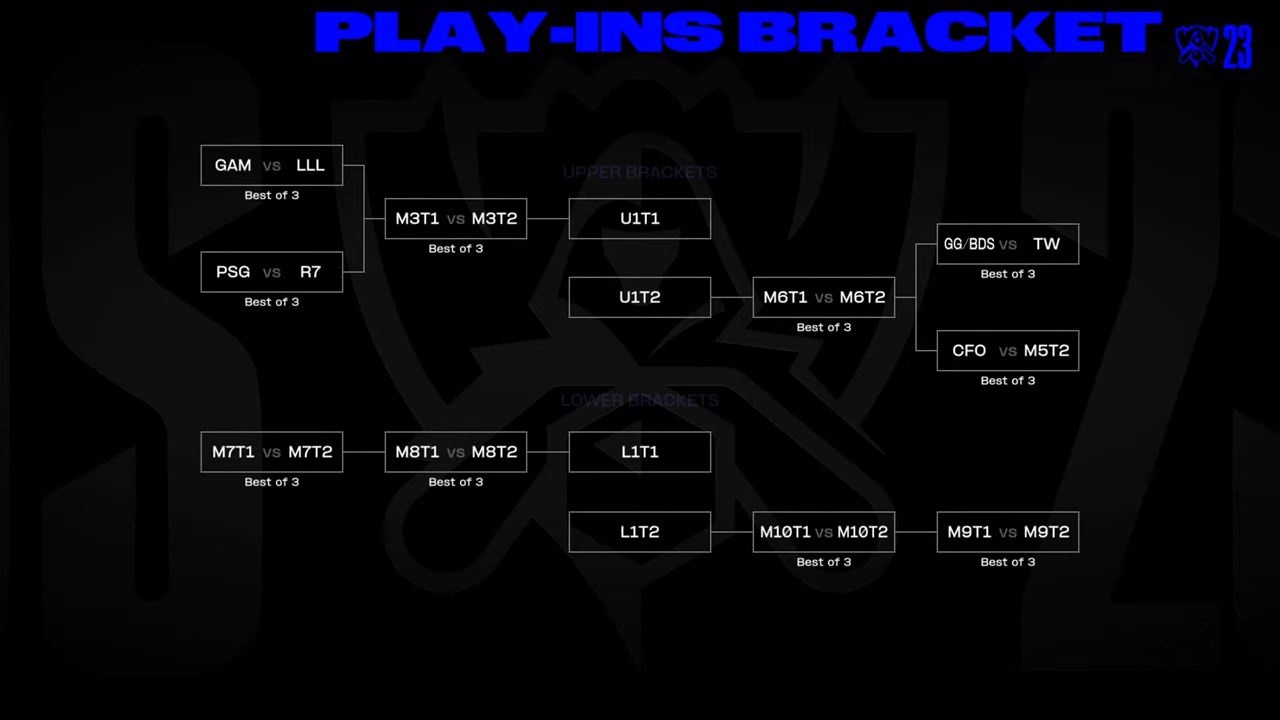 PLAY-INS BRACKET
23
GAM vs LLL
Best of 3
PSG vs R7
Best of 3
M3T1 vs M3T2
Best of 3
UPPER BRACKETS
U1T1
U1T2
M6T1 vs M6T2
Best of 3
GG/BDS vs TW
Best of 3
CFO vs M5T2
Best of 3
LOWER BRACKETS
M7T1 vs M7T2
Best of 3
M8T1 vs M8T2
Best of 3
L1T1
L1T2
M10T1 vs M10T2
Best of 3
M9T1 vs M9T2
Best of 3